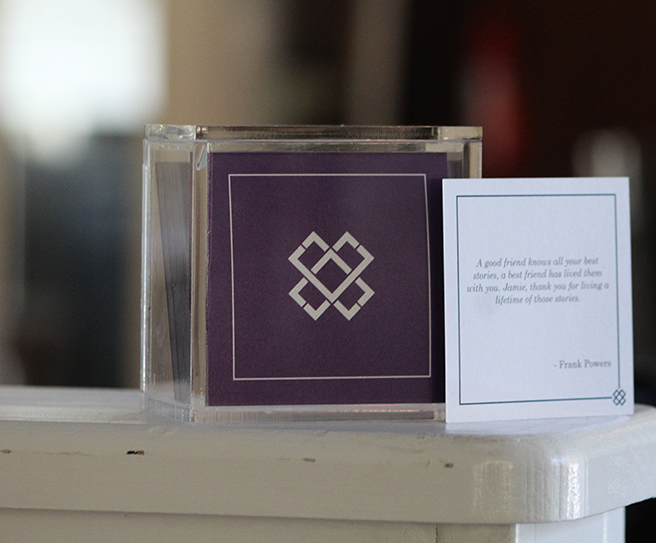 A good friend knows all your best
stories, a best friend has lived them
with you. Jamie, thank you for living a
lifetime of those stories.
- Frank Powers